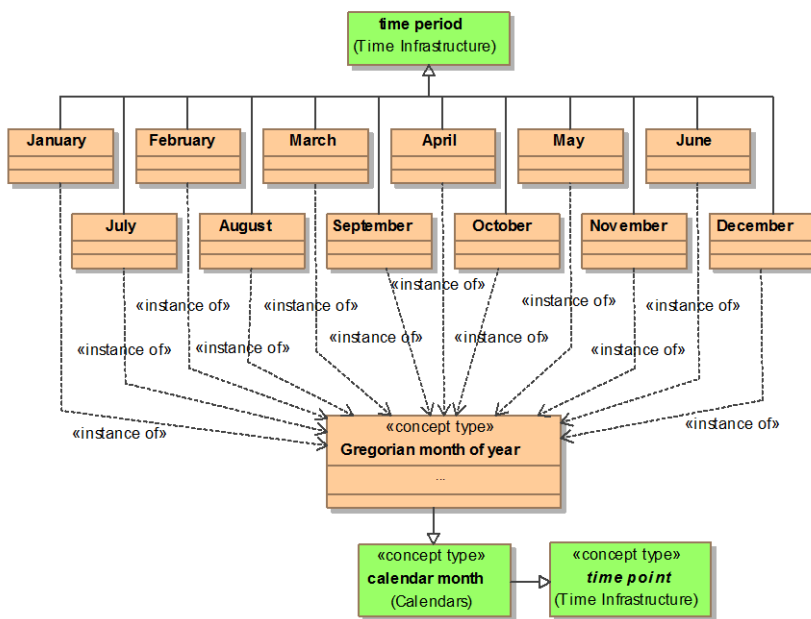 time period
(Time Infrastructure)
January
February
March
April
May
June
July
August
September
October
November
December
«instance of»
«instance of»
«instance of»
«instance of»
«instance of»
«instance of»
«instance of»
«instance of»
«instance of»
«instance of»
«instance of»
«instance of»
«concept type»
Gregorian month of year
...
«concept type»
calendar month
(Calendars)
«concept type»
time point
(Time Infrastructure)